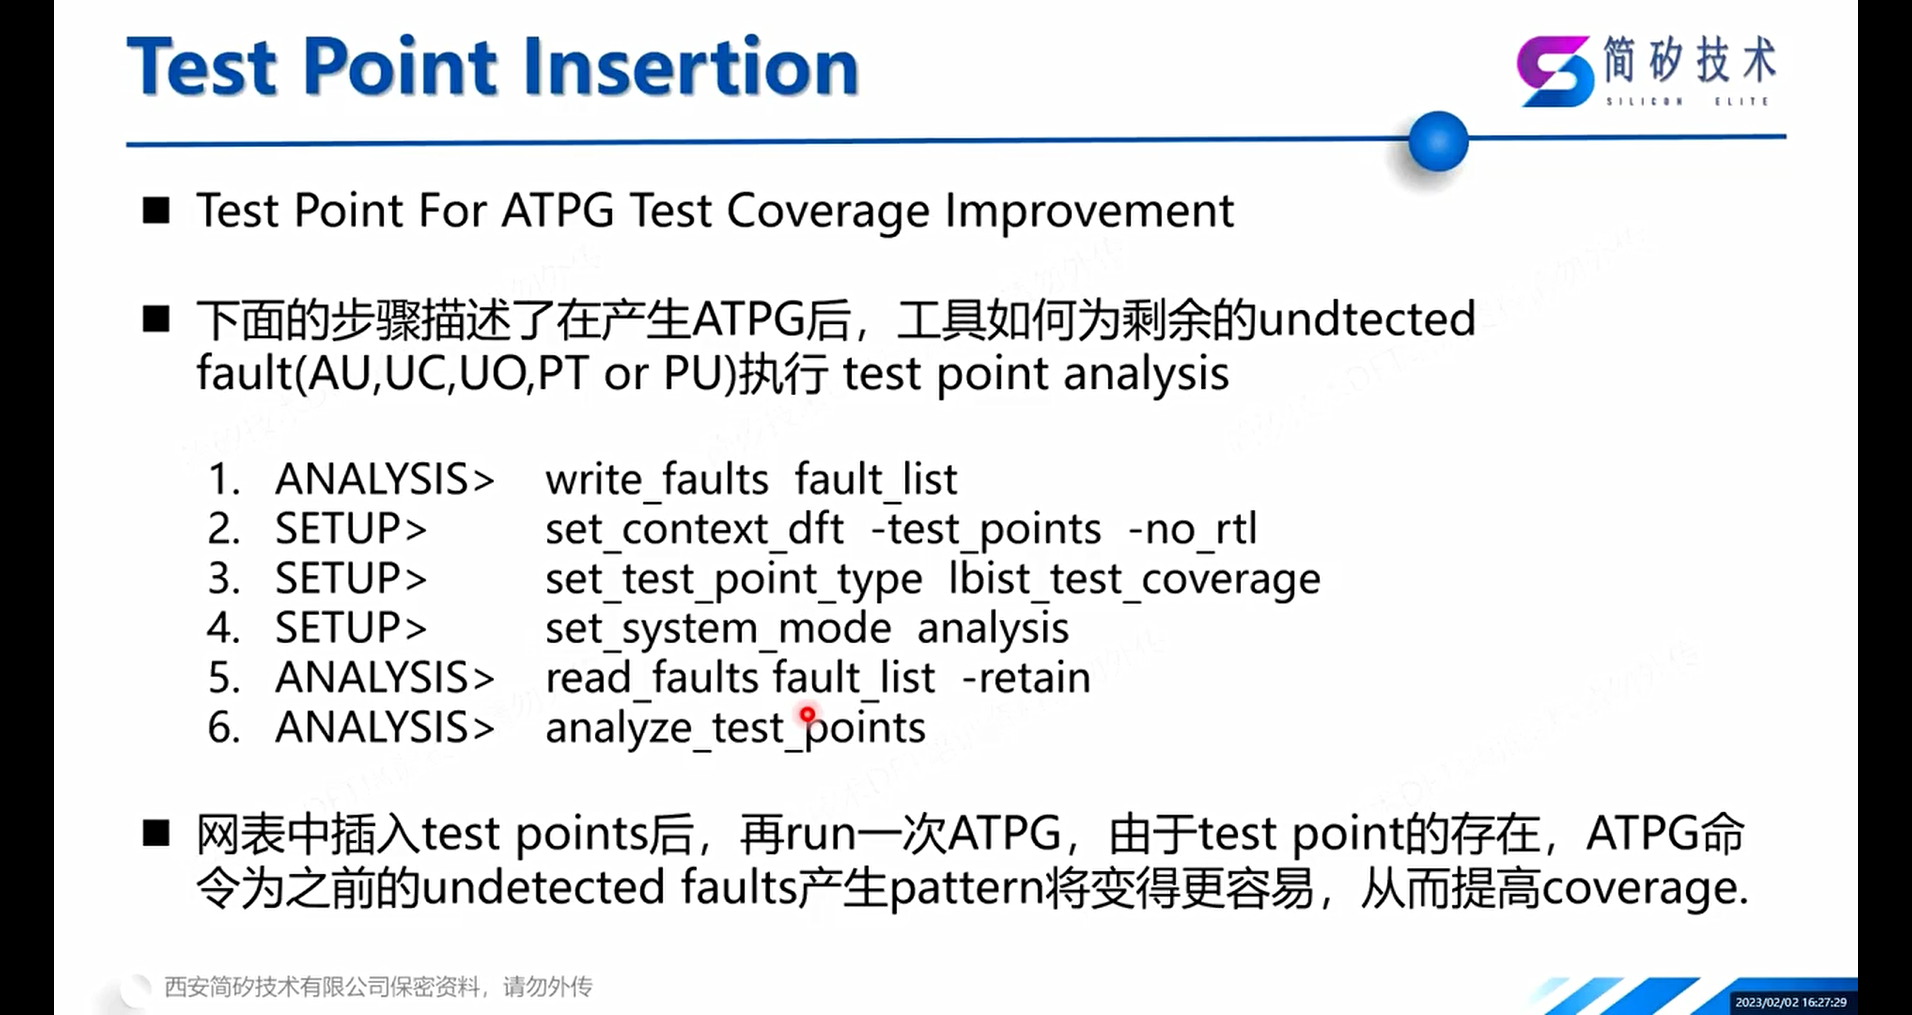 Test Point Insertion
简矽技术
SILICON ELITE
■ Test Point For ATPG Test Coverage Improvement
■ 下面的步骤描述了在产生ATPG后，工具如何为剩余的undtected
fault(AU,UC,UO,PT or PU)执行 test point analysis
1. ANALYSIS> write_faults fault_list
2. SETUP> set_context_dft -test_points -no_rtl
3. SETUP> set_test_point_type lbist_test_coverage
4. SETUP> set_system_mode analysis
5. ANALYSIS> read_faults fault_list -retain
6. ANALYSIS> analyze_test_points
■ 网表中插入test points后，再run一次ATPG，由于test point的存在，ATPG命
令为之前的undetected faults产生pattern将变得更容易，从而提高coverage.
西安简矽技术有限公司保密资料，请勿外传
2023/02/02 16:27:29